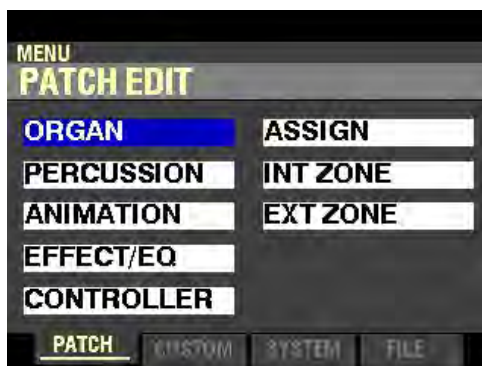 MENU
PATCH EDIT
ORGAN
PERCUSSION
ANIMATION
EFFECT/EQ
CONTROLLER
ASSIGN
INT ZONE
EXT ZONE
PATCH CUSTOM SYSTEM FILE